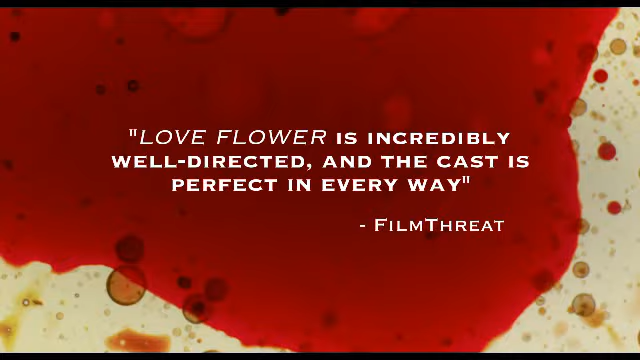 "LOVE FLOWER IS INCREDIBLY
WELL-DIRECTED, AND THE CAST IS
PERFECT IN EVERY WAY"
- FILMTHREAT